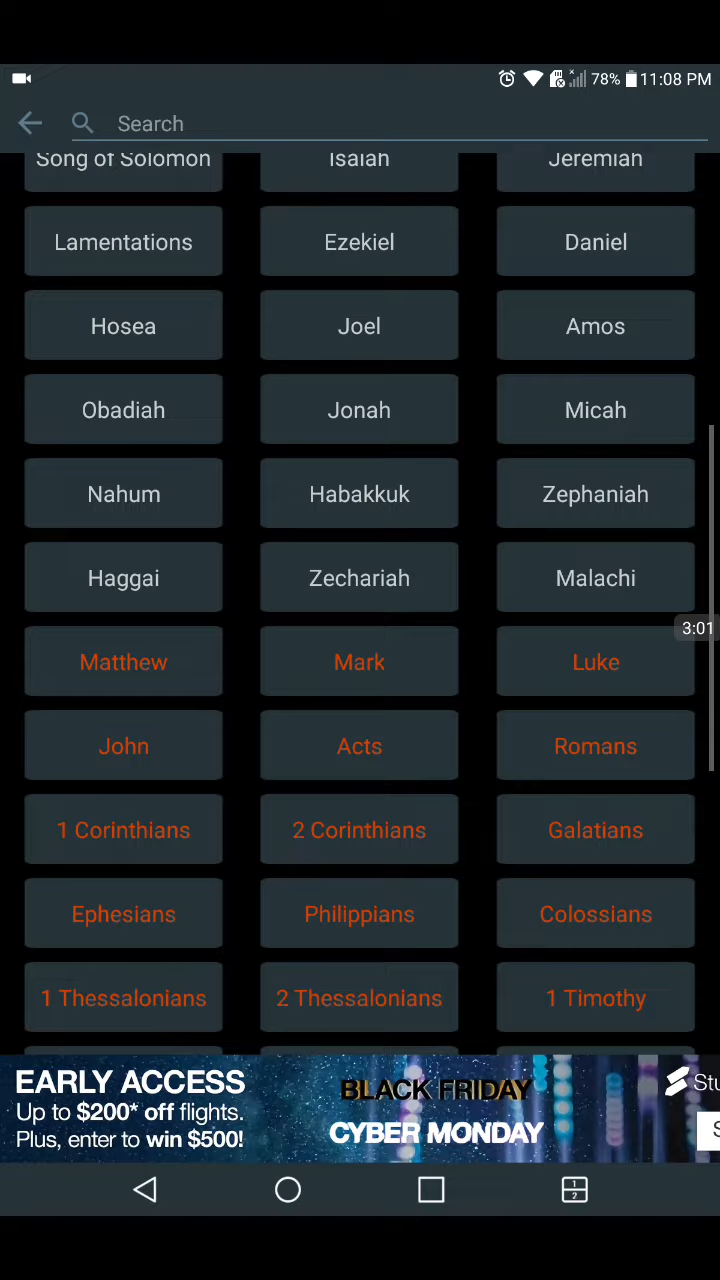 78% 11:08 PM
Search
Song of Solomon Isaiah Jeremiah
Lamentations Ezekiel Daniel
Hosea Joel Amos
Obadiah Jonah Micah
Nahum Habakkuk Zephaniah
Haggai Zechariah Malachi
3:01
Matthew Mark Luke
John Acts Romans
1 Corinthians 2 Corinthians Galatians
Ephesians Philippians Colossians
1 Thessalonians 2 Thessalonians 1 Timothy
EARLY ACCESS
Up to $200* off flights.
Plus, enter to win $500!
BLACK FRIDAY
CYBER MONDAY
1
2